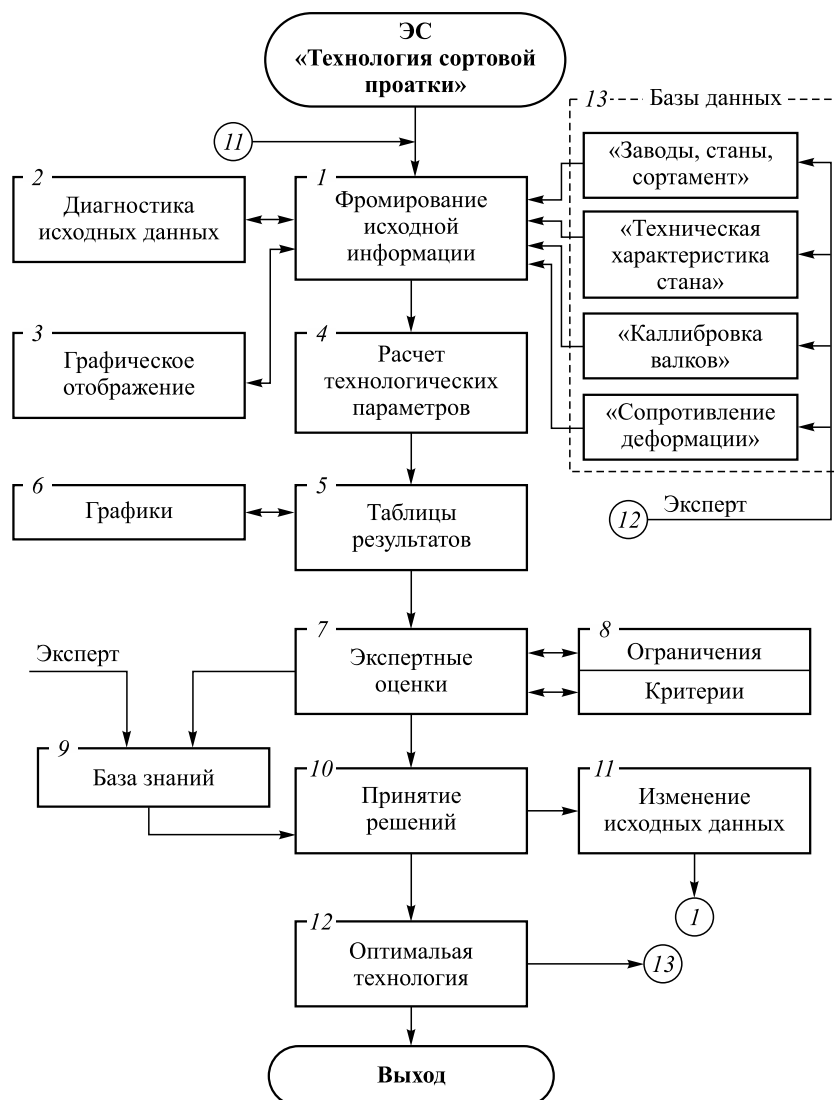 ЭС
«Технология сортовой
проатки»
11
13
Базы данных
«Заводы, станы,
сортамент»
«Техническая
характеристика
стана»
«Каллибровка
валков»
«Сопротивление
деформации»
12
Эксперт
2
Диагностика
исходных данных
1
Фромирование
исходной
информации
3
Графическое
отображение
4
Расчет
технологических
параметров
6
Графики
5
Таблицы
результатов
7
Экспертные
оценки
8
Ограничения
Критерии
Эксперт
9
База знаний
10
Принятие
решений
11
Изменение
исходных данных
1
12
Оптимальая
технология
13
Выход